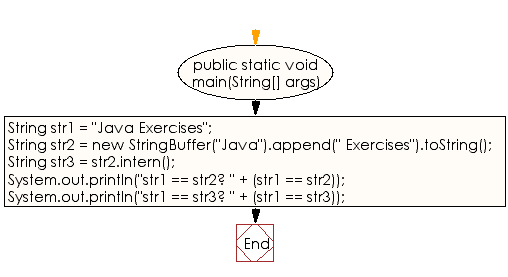 public static void
main(String[] args)
String str1 = "Java Exercises";
String str2 = new StringBuffer("Java").append(" Exercises").toString();
String str3 = str2.intern();
System.out.println("str1 == str2? " + (str1 == str2));
System.out.println("str1 == str3? " + (str1 == str3));
End